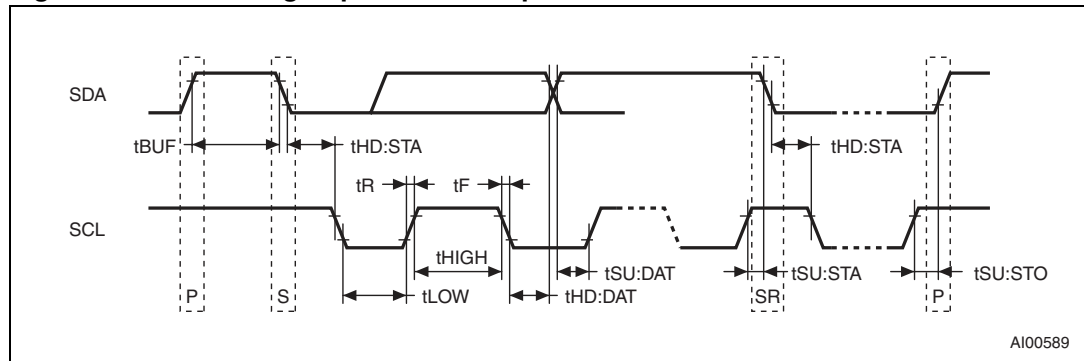 SDA
tBUF
tHD:STA
tHD:STA
tR
tF
SCL
tHIGH
tSU:DAT
tSU:STA
tSU:STO
tLOW
tHD:DAT
P
S
SR
P
AI00589